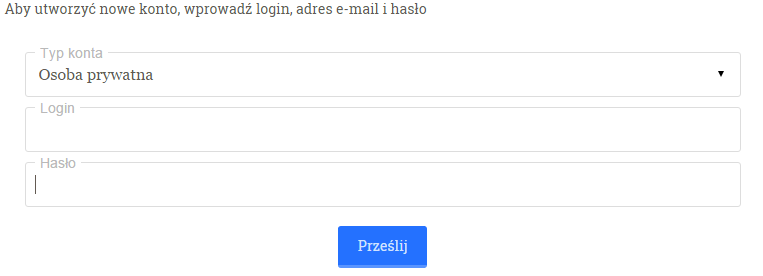 Aby utworzyć nowe konto, wprowadź login, adres e-mail i hasło
Typ konta
Osoba prywatna
Login
Hasło
Prześlij